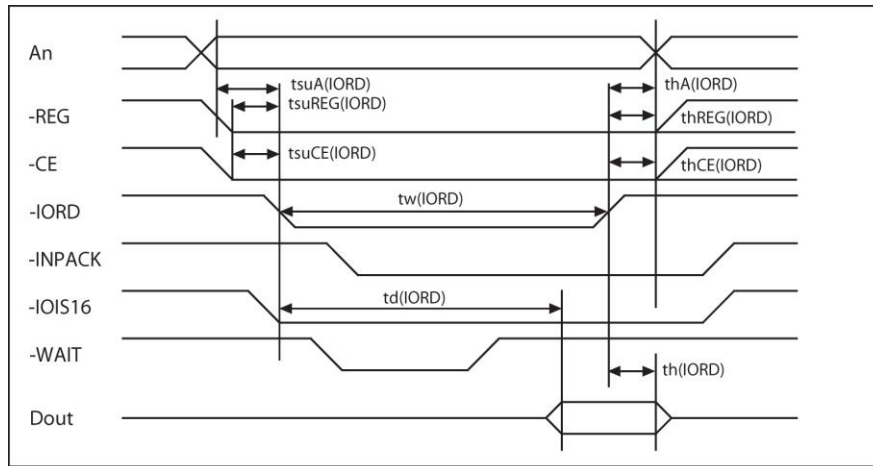 An
tsuA(IORD)
thA(IORD)
tsuREG(IORD)
-REG
thREG(IORD)
-CE
tsuCE(IORD)
thCE(IORD)
-IORD
tw(IORD)
-INPACK
-IOIS16
td(IORD)
-WAIT
th(IORD)
Dout